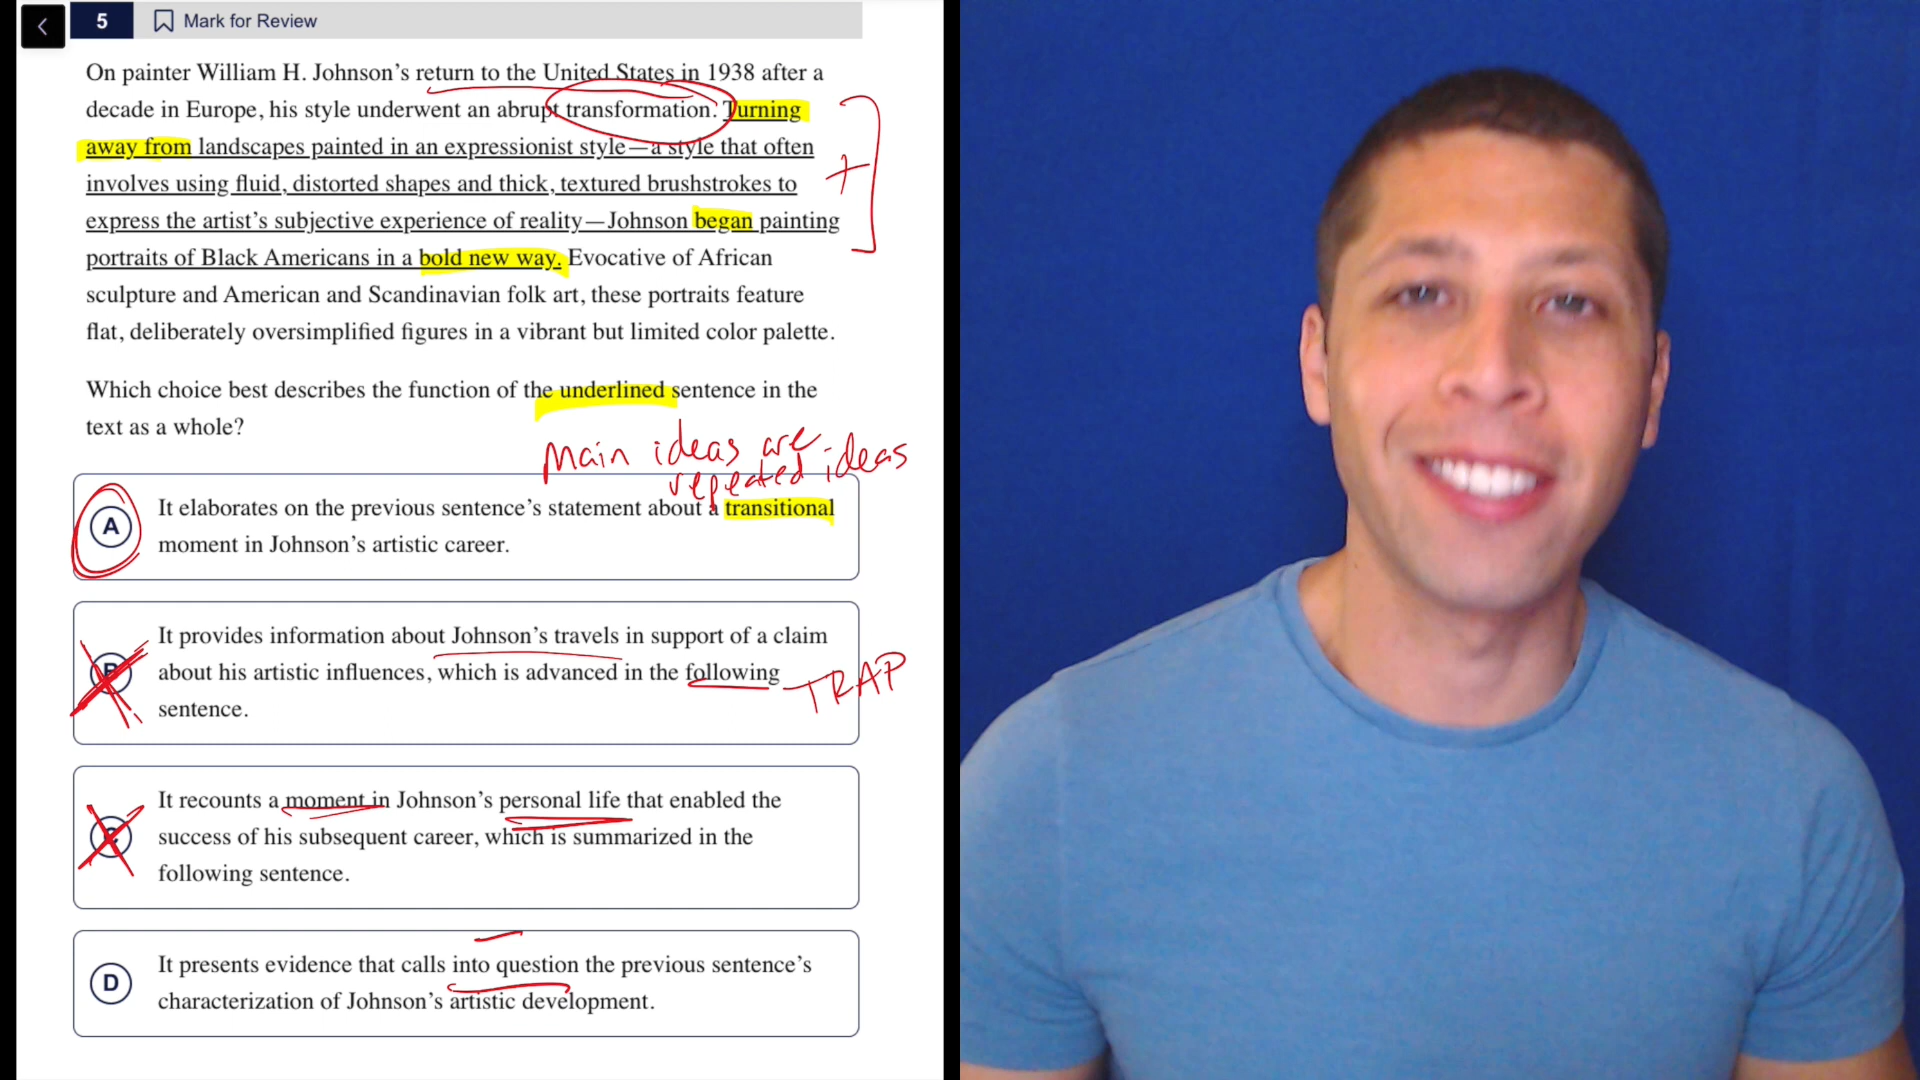 5 Mark for Review
On painter William H. Johnson's return to the United States in 1938 after a
decade in Europe, his style underwent an abrupt transformation. Turning
away from landscapes painted in an expressionist style—a style that often
involves using fluid, distorted shapes and thick, textured brushstrokes to
express the artist's subjective experience of reality—Johnson began painting
portraits of Black Americans in a bold new way. Evocative of African
sculpture and American and Scandinavian folk art, these portraits feature
flat, deliberately oversimplified figures in a vibrant but limited color palette.
+
Which choice best describes the function of the underlined sentence in the
text as a whole?
Main ideas are
repeated ideas
A It elaborates on the previous sentence's statement about a transitional
moment in Johnson's artistic career.
B It provides information about Johnson's travels in support of a claim
about his artistic influences, which is advanced in the following
sentence.
TRAP
C It recounts a moment in Johnson's personal life that enabled the
success of his subsequent career, which is summarized in the
following sentence.
D It presents evidence that calls into question the previous sentence's
characterization of Johnson's artistic development.